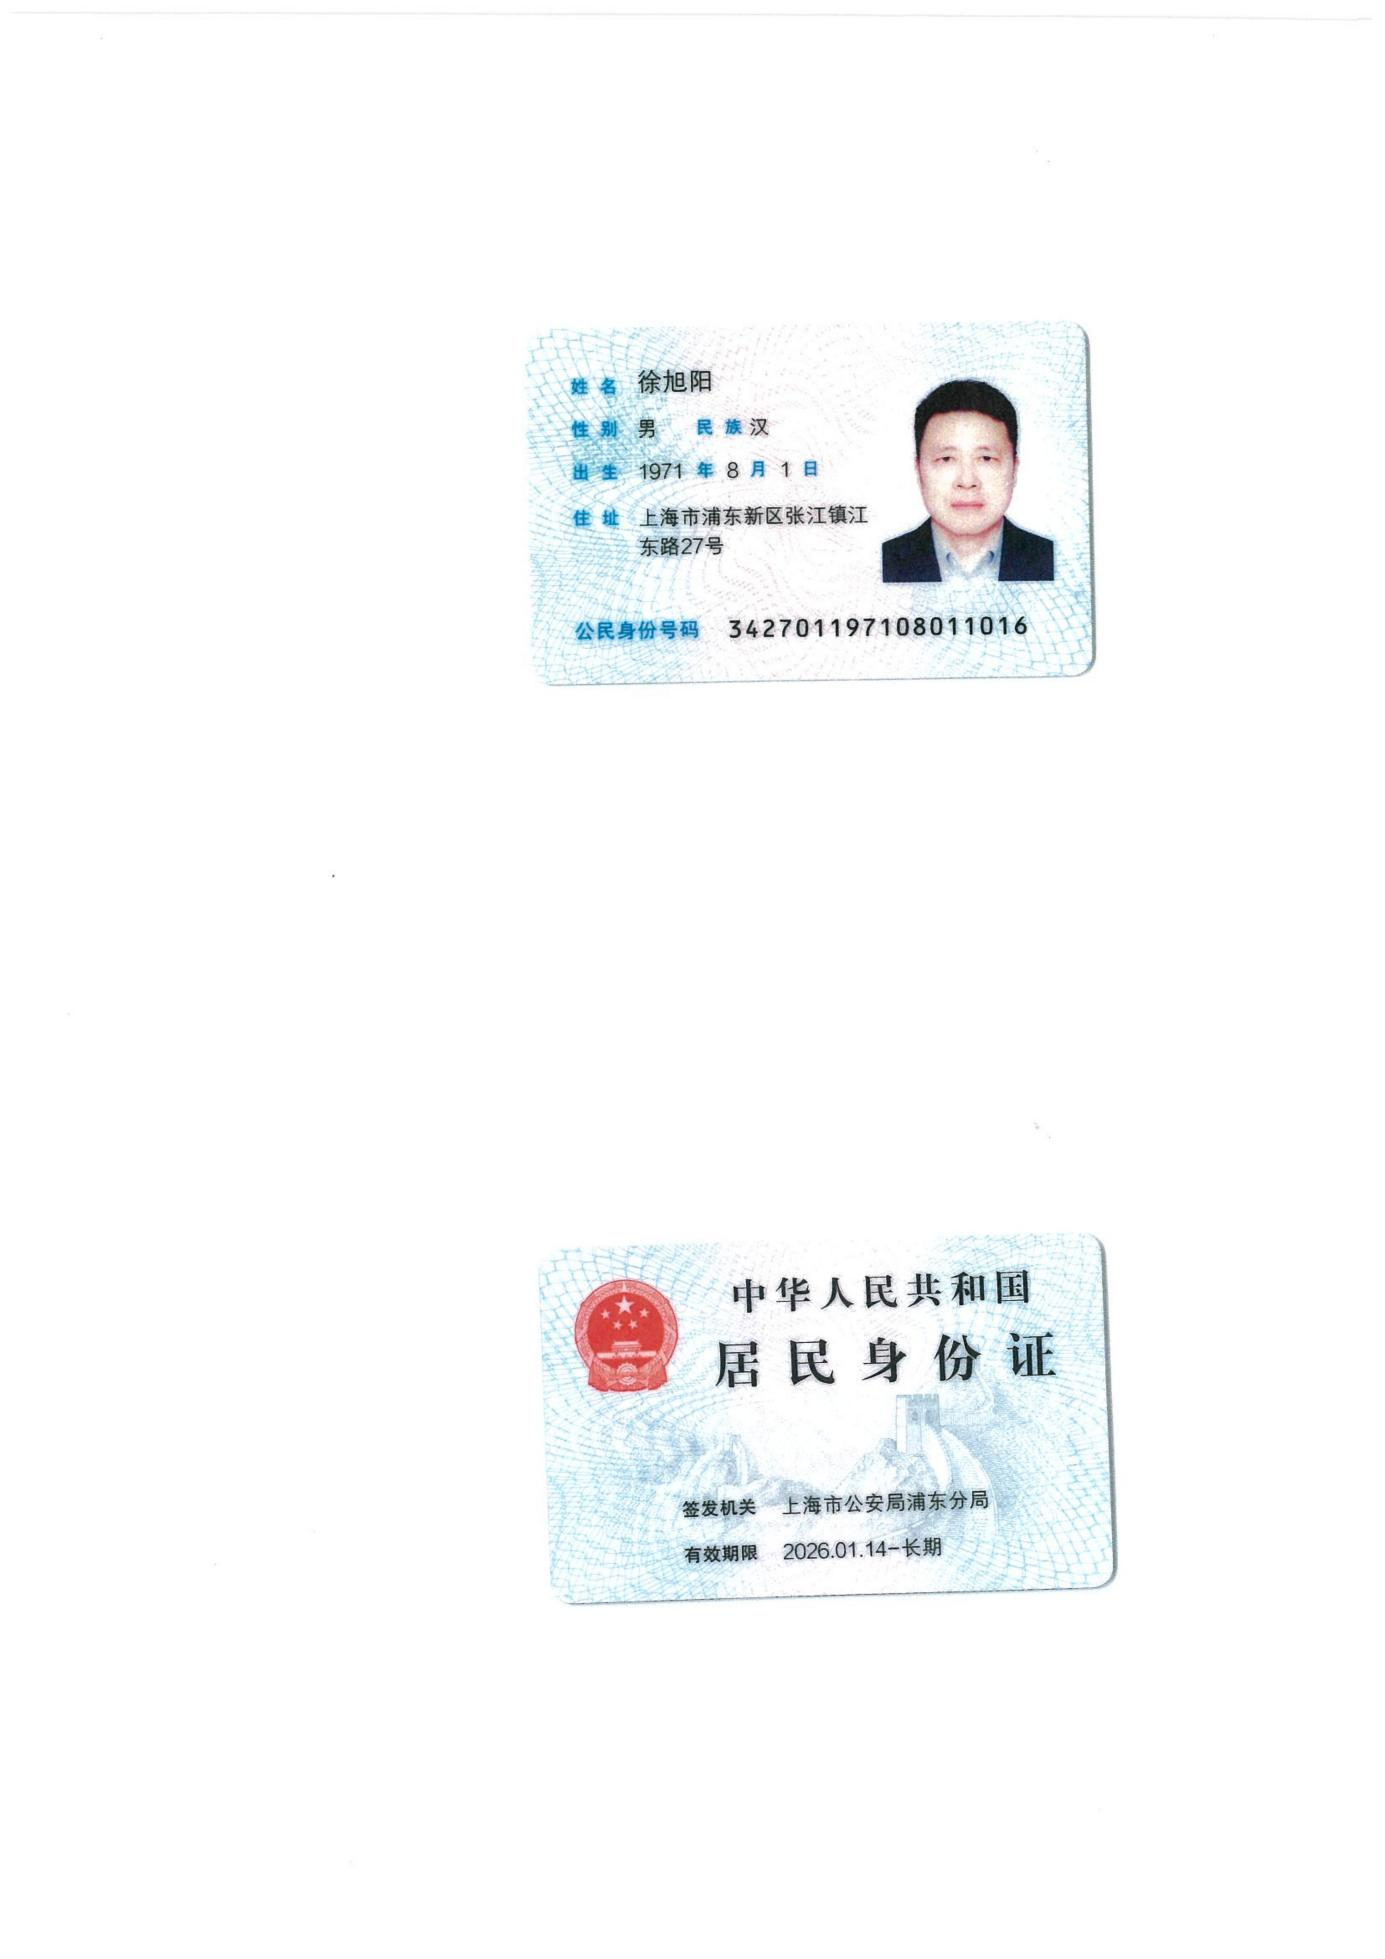 姓名 徐旭阳
性别 男 民族 汉
出生 1971 年 8 月 1 日
住址 上海市浦东新区张江镇江
东路27号
公民身份号码 342701197108011016
中华人民共和国
居民身份证
签发机关 上海市公安局浦东分局
有效期限 2026.01.14-长期